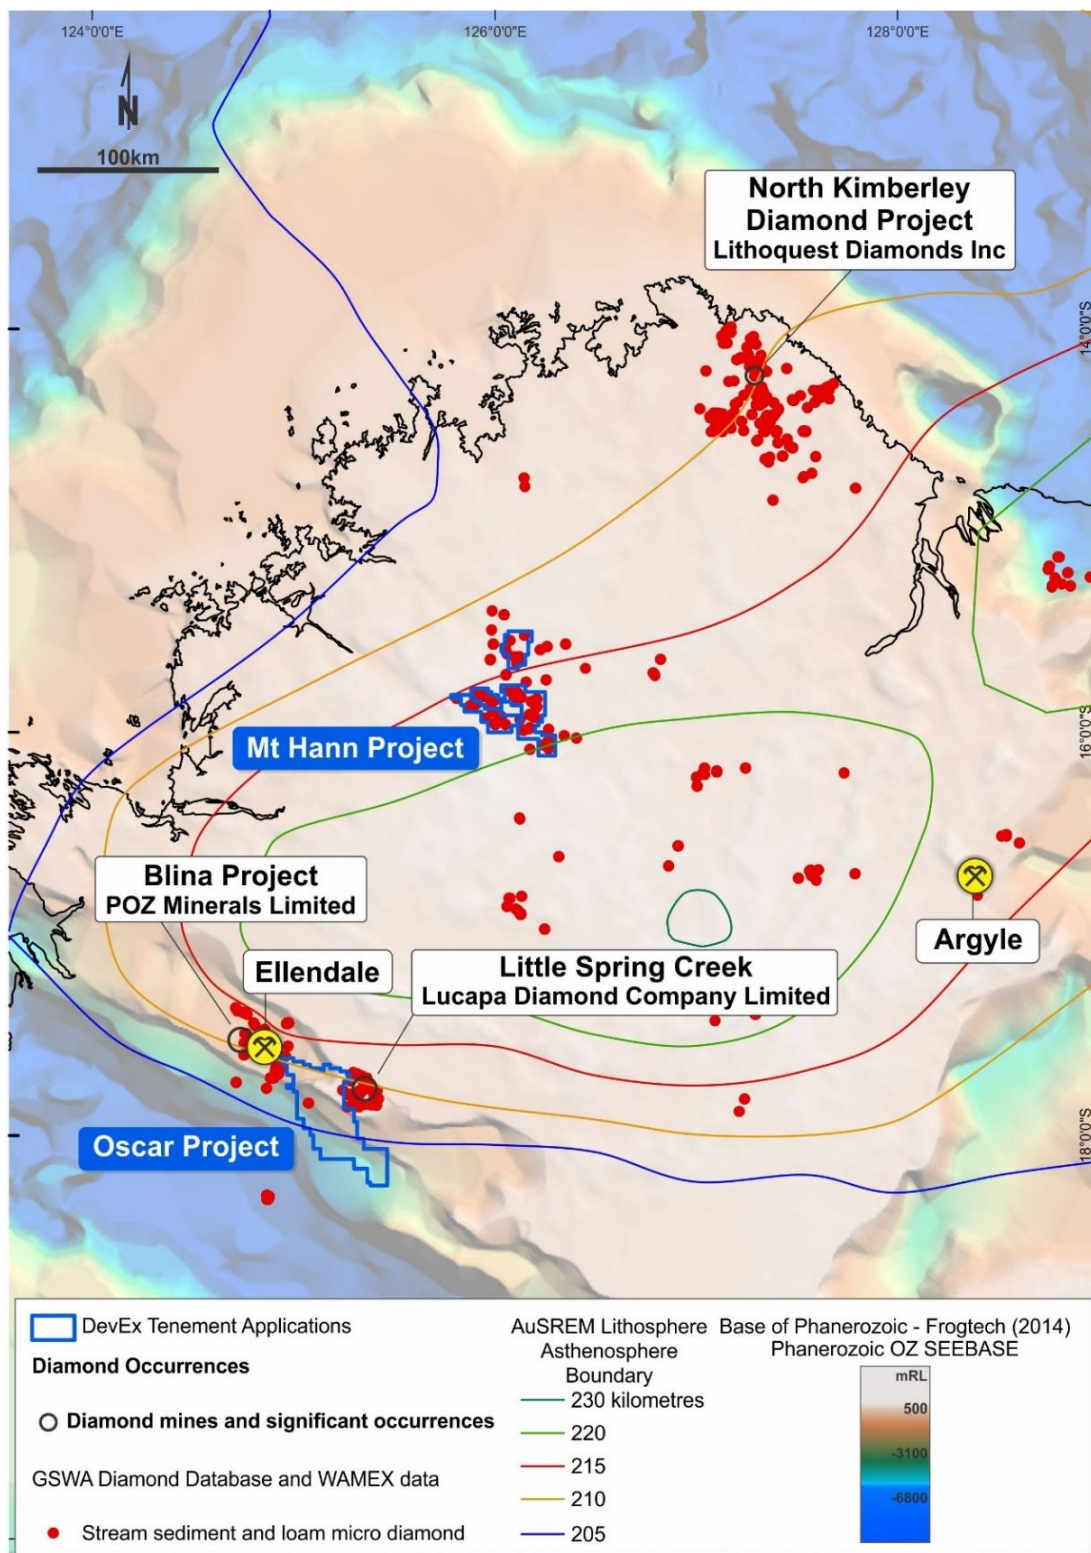 124°0'0"E
126°0'0"E
128°0'0"E
N
100km
North Kimberley
Diamond Project
Lithoquest Diamonds Inc
14°0'0"S
16°0'0"S
Mt Hann Project
Blina Project
POZ Minerals Limited
Ellendale
Little Spring Creek
Lucapa Diamond Company Limited
Argyle
Oscar Project
18°0'0"S
DevEx Tenement Applications
Diamond Occurrences
Diamond mines and significant occurrences
GSWA Diamond Database and WAMEX data
Stream sediment and loam micro diamond
AuSREM Lithosphere
Asthenosphere
Boundary
230 kilometres
220
215
210
205
Base of Phanerozoic - Frogtech (2014)
Phanerozoic OZ SEEBASE
mRL
500
-3100
-6800